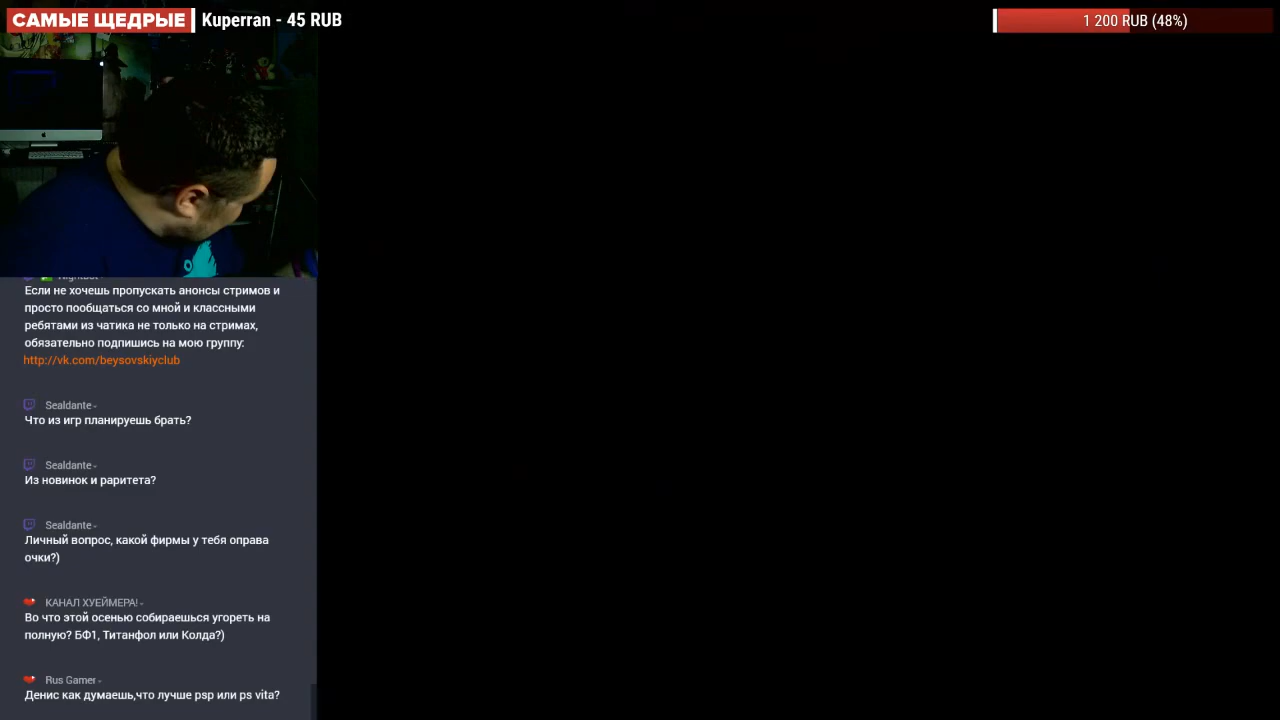 САМЫЕ ЩЕДРЫЕ Kuperran - 45 RUB
1 200 RUB (48%)
Nightbot
Если не хочешь пропускать анонсы стримов и
просто пообщаться со мной и классными
ребятами из чатика не только на стримах,
обязательно подпишись на мою группу:
http://vk.com/beysovskiyclub
Sealdante
Что из игр планируешь брать?
Sealdante
Из новинок и раритета?
Sealdante
Личный вопрос, какой фирмы у тебя оправа
очки?)
КАНАЛ ХУЕЙМЕРА!
Во что этой осенью собираешься угореть на
полную? БФ1, Титанфол или Колда?)
Rus Gamer
Денис как думаешь,что лучше psp или ps vita?